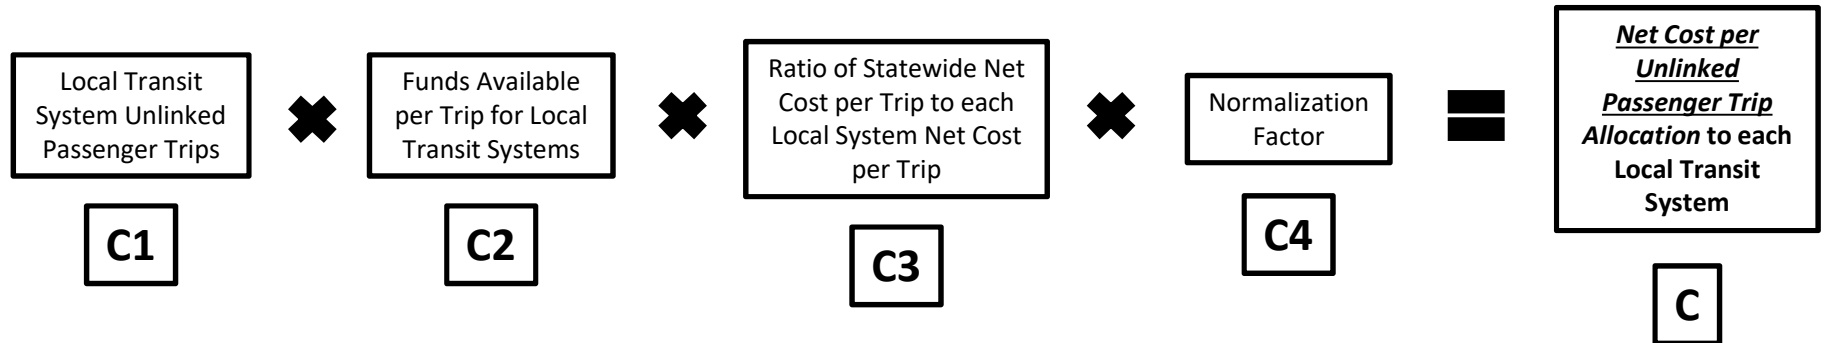 Local Transit
System Unlinked
Passenger Trips
C1
Funds Available
per Trip for Local
Transit Systems
C2
Ratio of Statewide Net
Cost per Trip to each
Local System Net Cost
per Trip
C3
Normalization
Factor
C4
Net Cost per
Unlinked
Passenger Trip
Allocation to each
Local Transit
System
C